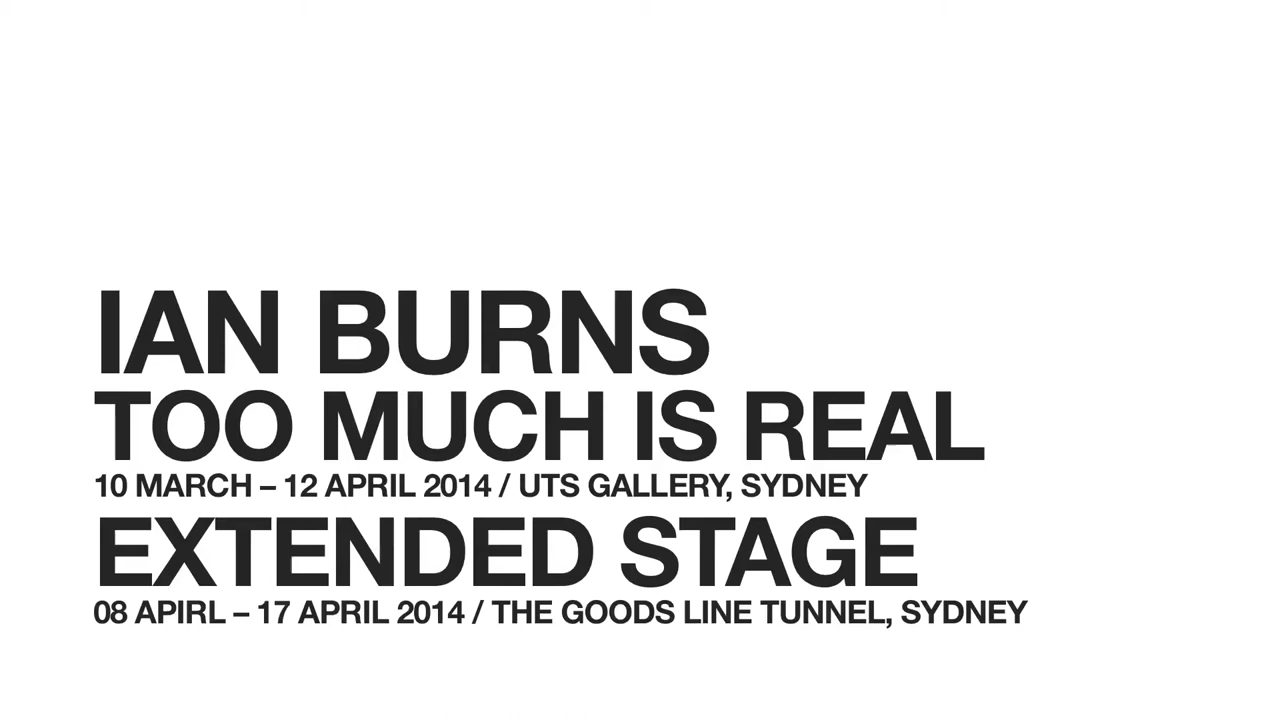 IAN BURNS
TOO MUCH IS REAL
10 MARCH – 12 APRIL 2014 / UTS GALLERY, SYDNEY
EXTENDED STAGE
08 APIRL – 17 APRIL 2014 / THE GOODS LINE TUNNEL, SYDNEY